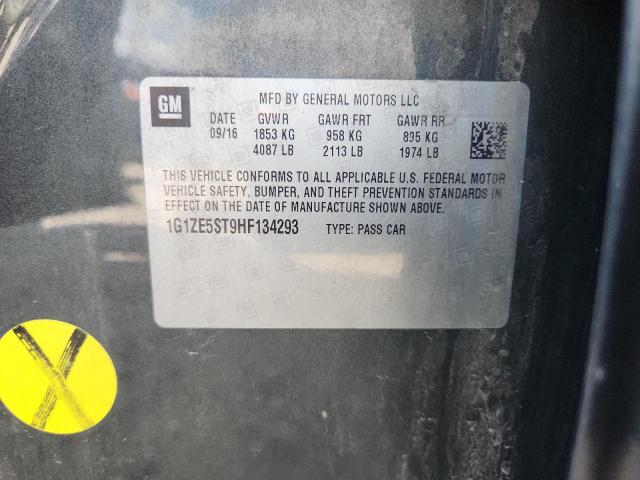 GM
MFD BY GENERAL MOTORS LLC
DATE GVWR GAWR FRT GAWR RR
09/16 1853 KG 958 KG 895 KG
4087 LB 2113 LB 1974 LB
THIS VEHICLE CONFORMS TO ALL APPLICABLE U.S. FEDERAL MOTOR
VEHICLE SAFETY, BUMPER, AND THEFT PREVENTION STANDARDS IN
EFFECT ON THE DATE OF MANUFACTURE SHOWN ABOVE.
1G1ZE5ST9HF134293 TYPE: PASS CAR